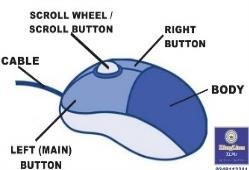 SCROLL WHEEL /
SCROLL BUTTON
RIGHT
BUTTON
CABLE
BODY
LEFT (MAIN)
BUTTON